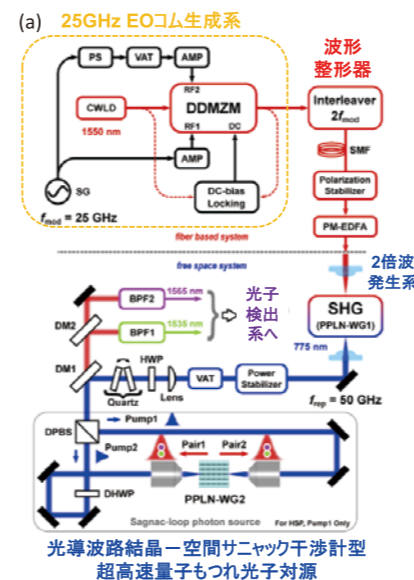 (a) 25GHz EOコム生成系
波形
整形器
PS
VAT
AMP
RF2
CWLD
1550 nm
DDMZM
RF1
DC
AMP
SG
DC-bias
Locking
fmod = 25 GHz
Interleaver
2fmod
SMF
Polarization
Stabilizer
PM-EDFA
fiber based system
free space system
2倍波
発生系
SHG
(PPLN-WG1)
775 nm
BPF2
1565 nm
DM2
BPF1
1535 nm
光子
検出
系へ
DM1
Quartz
HWP
Lens
VAT
Power
Stabilizer
frep = 50 GHz
DPBS
Pump1
Pump2
Pair1
Pair2
DHWP
PPLN-WG2
Sagnac-loop photon source
For HSP, Pump1 Only
光導波路結晶ー空間サニャック干渉計型
超高速量子もつれ光子対源